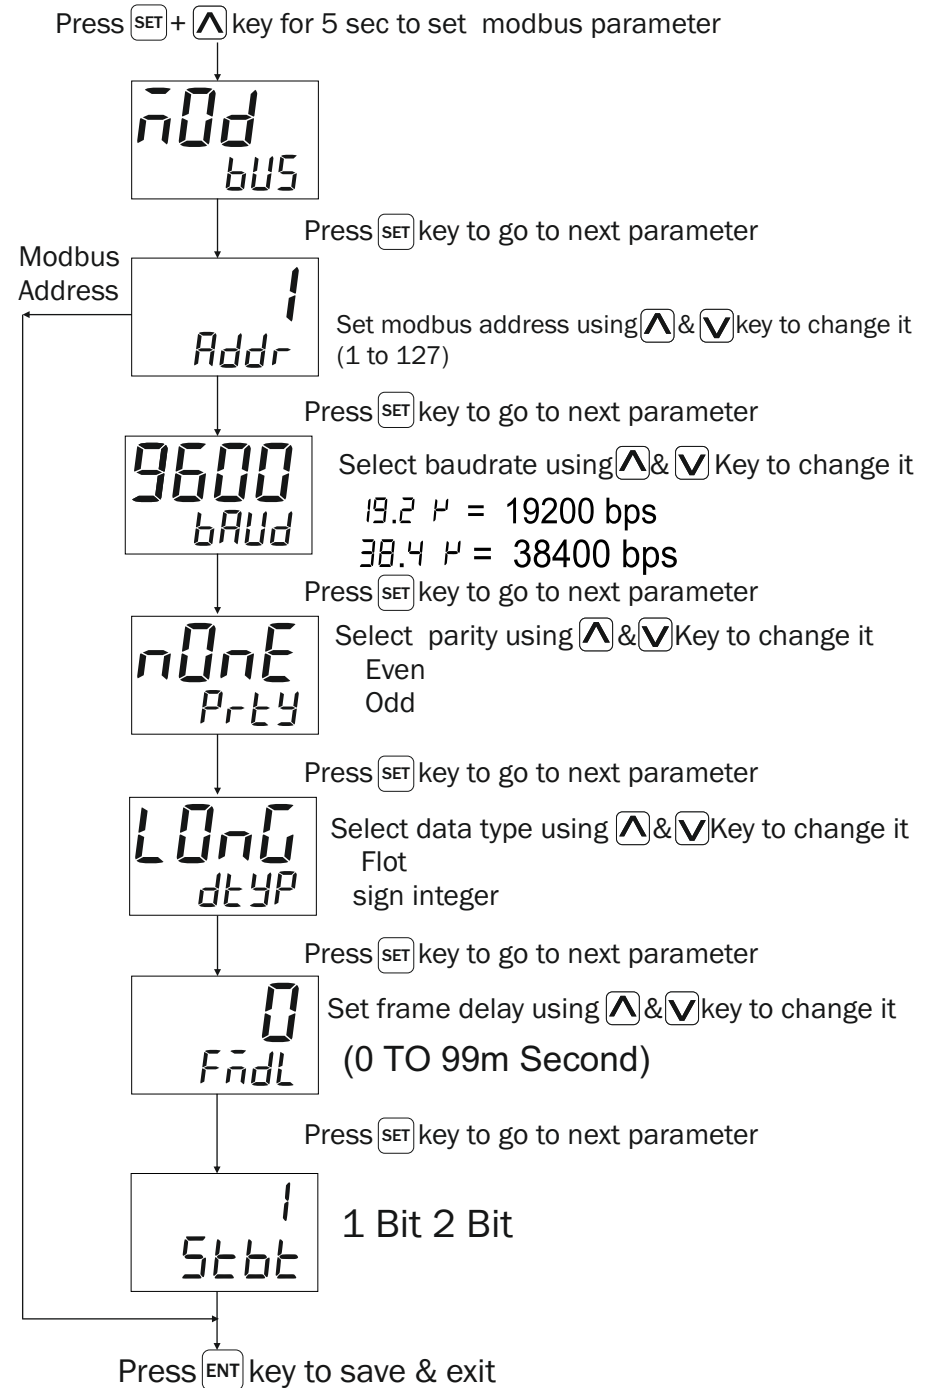 Press SET + ∧ key for 5 sec to set modbus parameter
n̄0d
bUS
Press SET key to go to next parameter
Modbus
Address
1
Addr
Set modbus address using ∧ & ∨ key to change it
(1 to 127)
Press SET key to go to next parameter
9600
bAUd
Select baudrate using ∧ & ∨ Key to change it
19.2 K = 19200 bps
38.4 K = 38400 bps
Press SET key to go to next parameter
n0nE
PrtY
Select parity using ∧ & ∨ Key to change it
Even
Odd
Press SET key to go to next parameter
L0nG
dtYP
Select data type using ∧ & ∨ Key to change it
Flot
sign integer
Press SET key to go to next parameter
0
Fn̄dL
Set frame delay using ∧ & ∨ key to change it
(0 TO 99m Second)
Press SET key to go to next parameter
1
Stbt
1 Bit 2 Bit
Press ENT key to save & exit